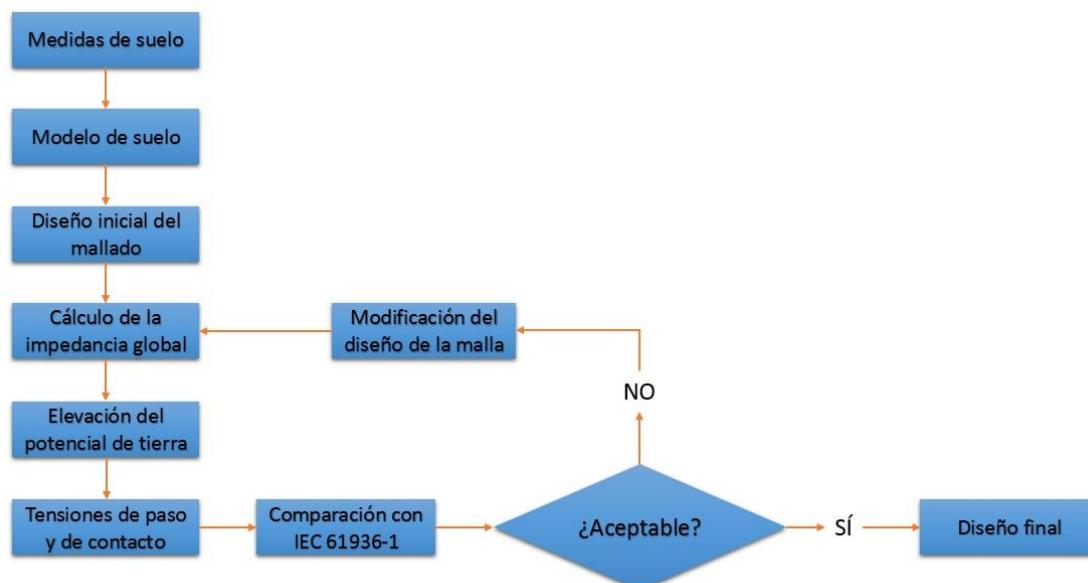 Medidas de suelo
Modelo de suelo
Diseño inicial del
mallado
Cálculo de la
impedancia global
Modificación del
diseño de la malla
NO
Elevación del
potencial de tierra
Tensiones de paso
y de contacto
Comparación con
IEC 61936-1
¿Aceptable?
SÍ
Diseño final